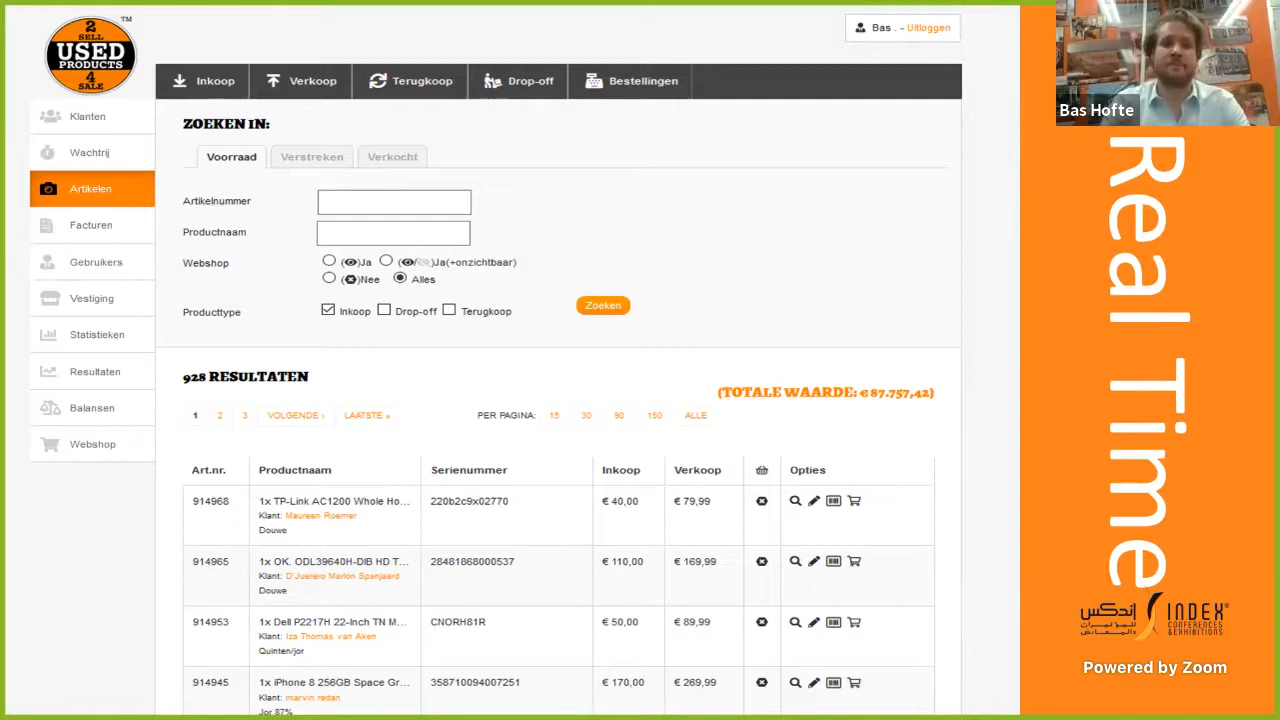 2
SELL
USED
PRODUCTS
4
SALE
TM
Bas . - Uitloggen
Inkoop
Verkoop
Terugkoop
Drop-off
Bestellingen
Klanten
Wachtrij
Artikelen
Facturen
Gebruikers
Vestiging
Statistieken
Resultaten
Balansen
Webshop
ZOEKEN IN:
Voorraad
Verstreken
Verkocht
Artikelnummer
Productnaam
Webshop
( )Ja ( / )Ja(+onzichtbaar)
( )Nee Alles
Producttype
Inkoop Drop-off Terugkoop
Zoeken
928 RESULTATEN
(TOTALE WAARDE: € 87.757,42)
1 2 3 VOLGENDE › LAATSTE »
PER PAGINA: 15 30 90 150 ALLE
Art.nr. Productnaam Serienummer Inkoop Verkoop Opties
914968 1x TP-Link AC1200 Whole Ho... 220b2c9x02770 € 40,00 € 79,99
Klant: Maureen Roemer
Douwe
914965 1x OK. ODL39640H-DIB HD T... 28481868000537 € 110,00 € 169,99
Klant: D'Juerero Marlon Spanjaard
Douwe
914953 1x Dell P2217H 22-Inch TN M... CNORH81R € 50,00 € 89,99
Klant: Iza Thomas van Aken
Quinten/jor
914945 1x iPhone 8 256GB Space Gr... 358710094007251 € 170,00 € 269,99
Klant: marvin redan
Jor 87%
Bas Hofte
Real Time
اندكس
للمؤتمرات
والمعارض
INDEX
CONFERENCES
& EXHIBITIONS
Powered by Zoom